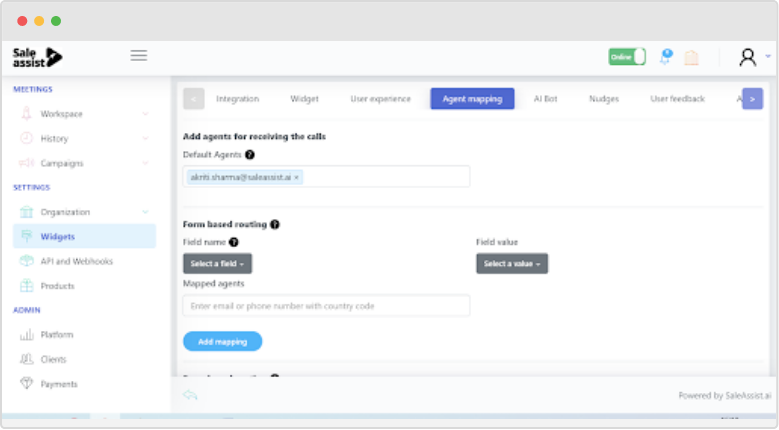 Sale
assist
Online
MEETINGS
Workspace
History
Campaigns
SETTINGS
Organization
Widgets
API and Webhooks
Products
ADMIN
Platform
Clients
Payments
< Integration Widget User experience Agent mapping AI Bot Nudges User feedback A >
Add agents for receiving the calls
Default Agents ?
akriti.sharma@saleassist.ai ×
Form based routing ?
Field name ? Field value
Select a field Select a value
Mapped agents
Enter email or phone number with country code
Add mapping
Powered by SaleAssist.ai